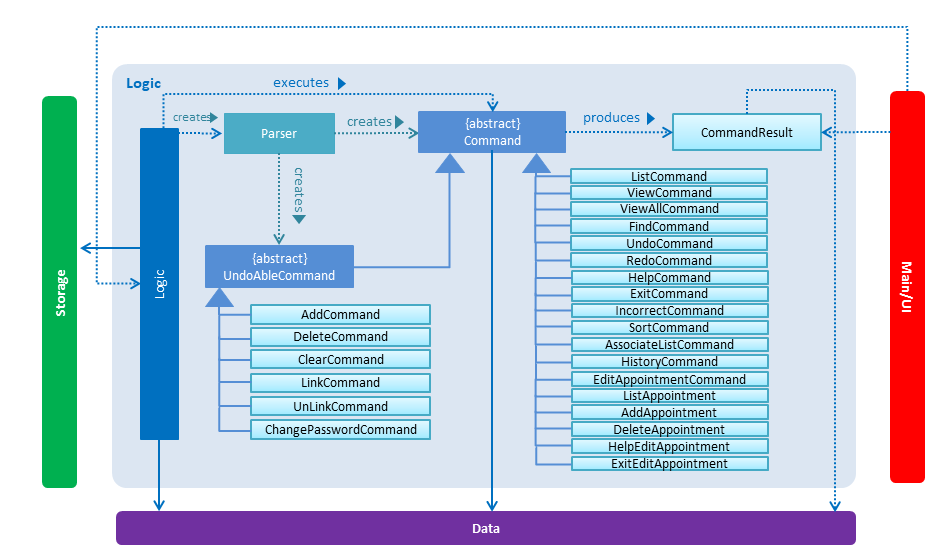 Logic
executes
creates
Parser
creates
{abstract}
Command
produces
CommandResult
creates
{abstract}
UndoAbleCommand
AddCommand
DeleteCommand
ClearCommand
LinkCommand
UnLinkCommand
ChangePasswordCommand
ListCommand
ViewCommand
ViewAllCommand
FindCommand
UndoCommand
RedoCommand
HelpCommand
ExitCommand
IncorrectCommand
SortCommand
AssociateListCommand
HistoryCommand
EditAppointmentCommand
ListAppointment
AddAppointment
DeleteAppointment
HelpEditAppointment
ExitEditAppointment
Storage
Logic
Main/UI
Data